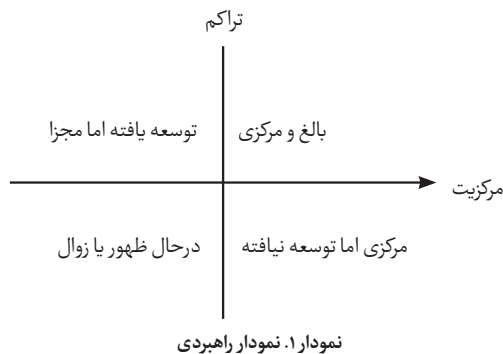 تراکم
بالغ و مرکزی
توسعه یافته اما مجزا
مرکزیت
مرکزی اما توسعه نیافته
درحال ظهور یا زوال
نمودار ۱. نمودار راهبردی